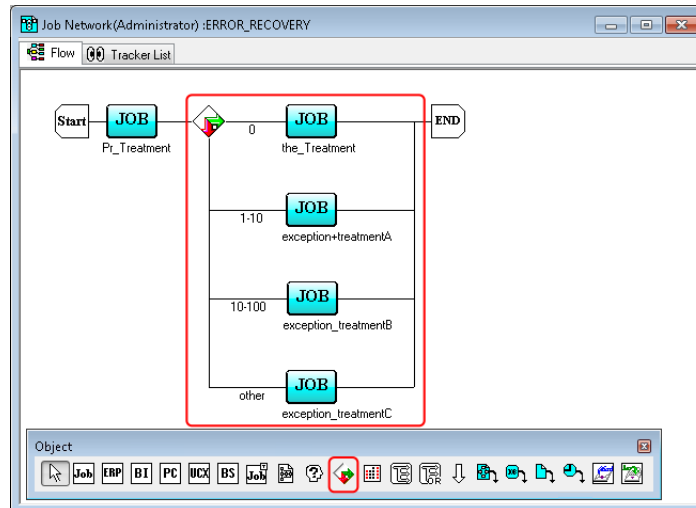 Job Network(Administrator) :ERROR_RECOVERY
Flow Tracker List
Start JOB 0 JOB END
Pr_Treatment the_Treatment
1-10 JOB
exception+treatmentA
10-100 JOB
exception_treatmentB
other JOB
exception_treatmentC
Object
Job ERP BI PC UCX BS Job OR